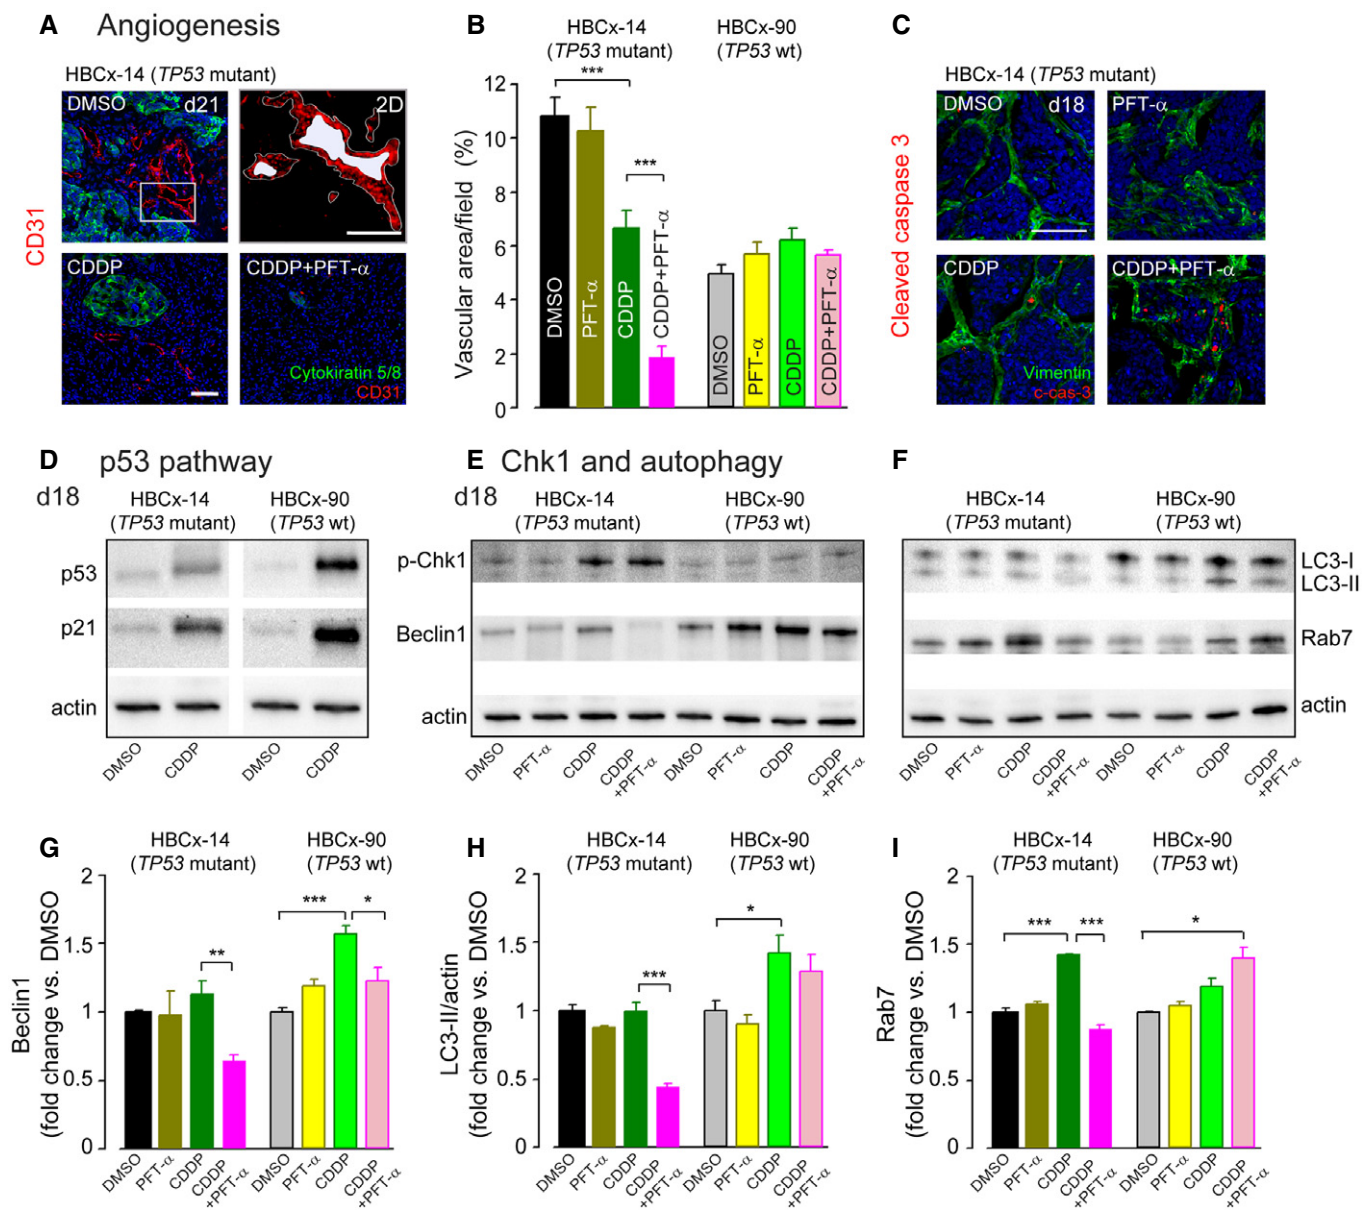 A Angiogenesis
HBCx-14 (TP53 mutant)
DMSO d21
2D
CD31
CDDP
CDDP+PFT-α
Cytokiratin 5/8
CD31
B
HBCx-14
(TP53 mutant)
HBCx-90
(TP53 wt)
***
***
Vascular area/field (%)
12
10
8
6
4
2
0
DMSO
PFT-α
CDDP
CDDP+PFT-α
DMSO
PFT-α
CDDP
CDDP+PFT-α
C
HBCx-14 (TP53 mutant)
DMSO d18
PFT-α
Cleaved caspase 3
CDDP
CDDP+PFT-α
Vimentin
c-cas-3
D p53 pathway
d18
HBCx-14
(TP53 mutant)
HBCx-90
(TP53 wt)
p53
p21
actin
DMSO
CDDP
DMSO
CDDP
E Chk1 and autophagy
d18
HBCx-14
(TP53 mutant)
HBCx-90
(TP53 wt)
p-Chk1
Beclin1
actin
DMSO
PFT-α
CDDP
CDDP
+PFT-α
DMSO
PFT-α
CDDP
CDDP
+PFT-α
F
HBCx-14
(TP53 mutant)
HBCx-90
(TP53 wt)
LC3-I
LC3-II
Rab7
actin
DMSO
PFT-α
CDDP
CDDP
+PFT-α
DMSO
PFT-α
CDDP
CDDP
+PFT-α
G
HBCx-14
(TP53 mutant)
HBCx-90
(TP53 wt)
Beclin1
(fold change vs. DMSO)
2
1.5
1
0.5
0
**
***
*
DMSO
PFT-α
CDDP
CDDP
+PFT-α
DMSO
PFT-α
CDDP
CDDP
+PFT-α
H
HBCx-14
(TP53 mutant)
HBCx-90
(TP53 wt)
LC3-II/actin
(fold change vs. DMSO)
2
1.5
1
0.5
0
***
*
DMSO
PFT-α
CDDP
CDDP
+PFT-α
DMSO
PFT-α
CDDP
CDDP
+PFT-α
I
HBCx-14
(TP53 mutant)
HBCx-90
(TP53 wt)
Rab7
(fold change vs. DMSO)
2
1.5
1
0.5
0
***
***
*
DMSO
PFT-α
CDDP
CDDP
+PFT-α
DMSO
PFT-α
CDDP
CDDP
+PFT-α